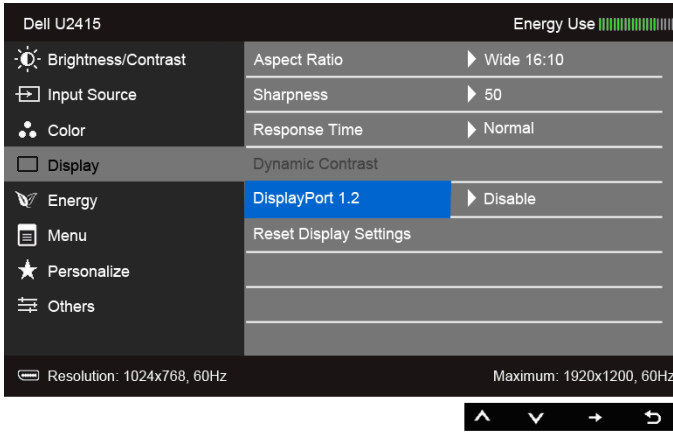 Dell U2415 Energy Use
Brightness/Contrast Aspect Ratio Wide 16:10
Input Source Sharpness 50
Color Response Time Normal
Display Dynamic Contrast
Energy DisplayPort 1.2 Disable
Menu Reset Display Settings
Personalize
Others
Resolution: 1024x768, 60Hz Maximum: 1920x1200, 60Hz